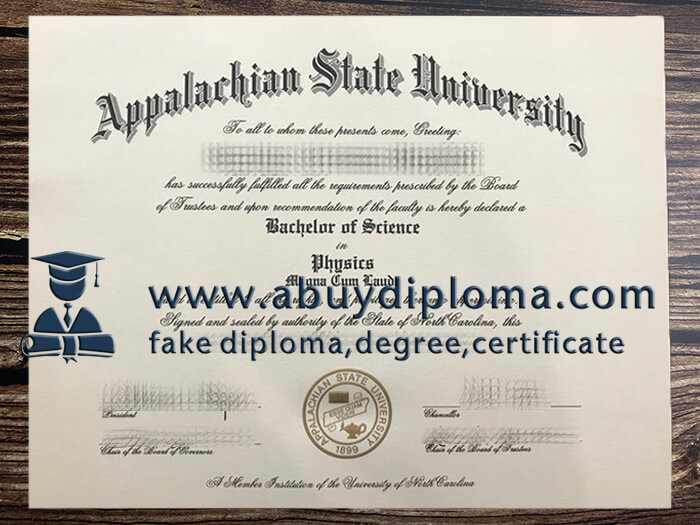 Appalachian State University
To all to whom these presents come, Greeting:
has successfully fulfilled all the requirements prescribed by the Board
of Trustees and upon recommendation of the faculty is hereby declared a
Bachelor of Science
in
Physics
Cum
www.abuydiploma.com
Signed and sealed by authority of the State of North Carolina, this
fake diploma,degree,certificate
President
Chancellor
Chair of the Board of Governors
Chair of the Board of Trustees
APPALACHIAN STATE UNIVERSITY
ESSE QUAM
VIDERI
1899
A Member Institution of the University of North Carolina